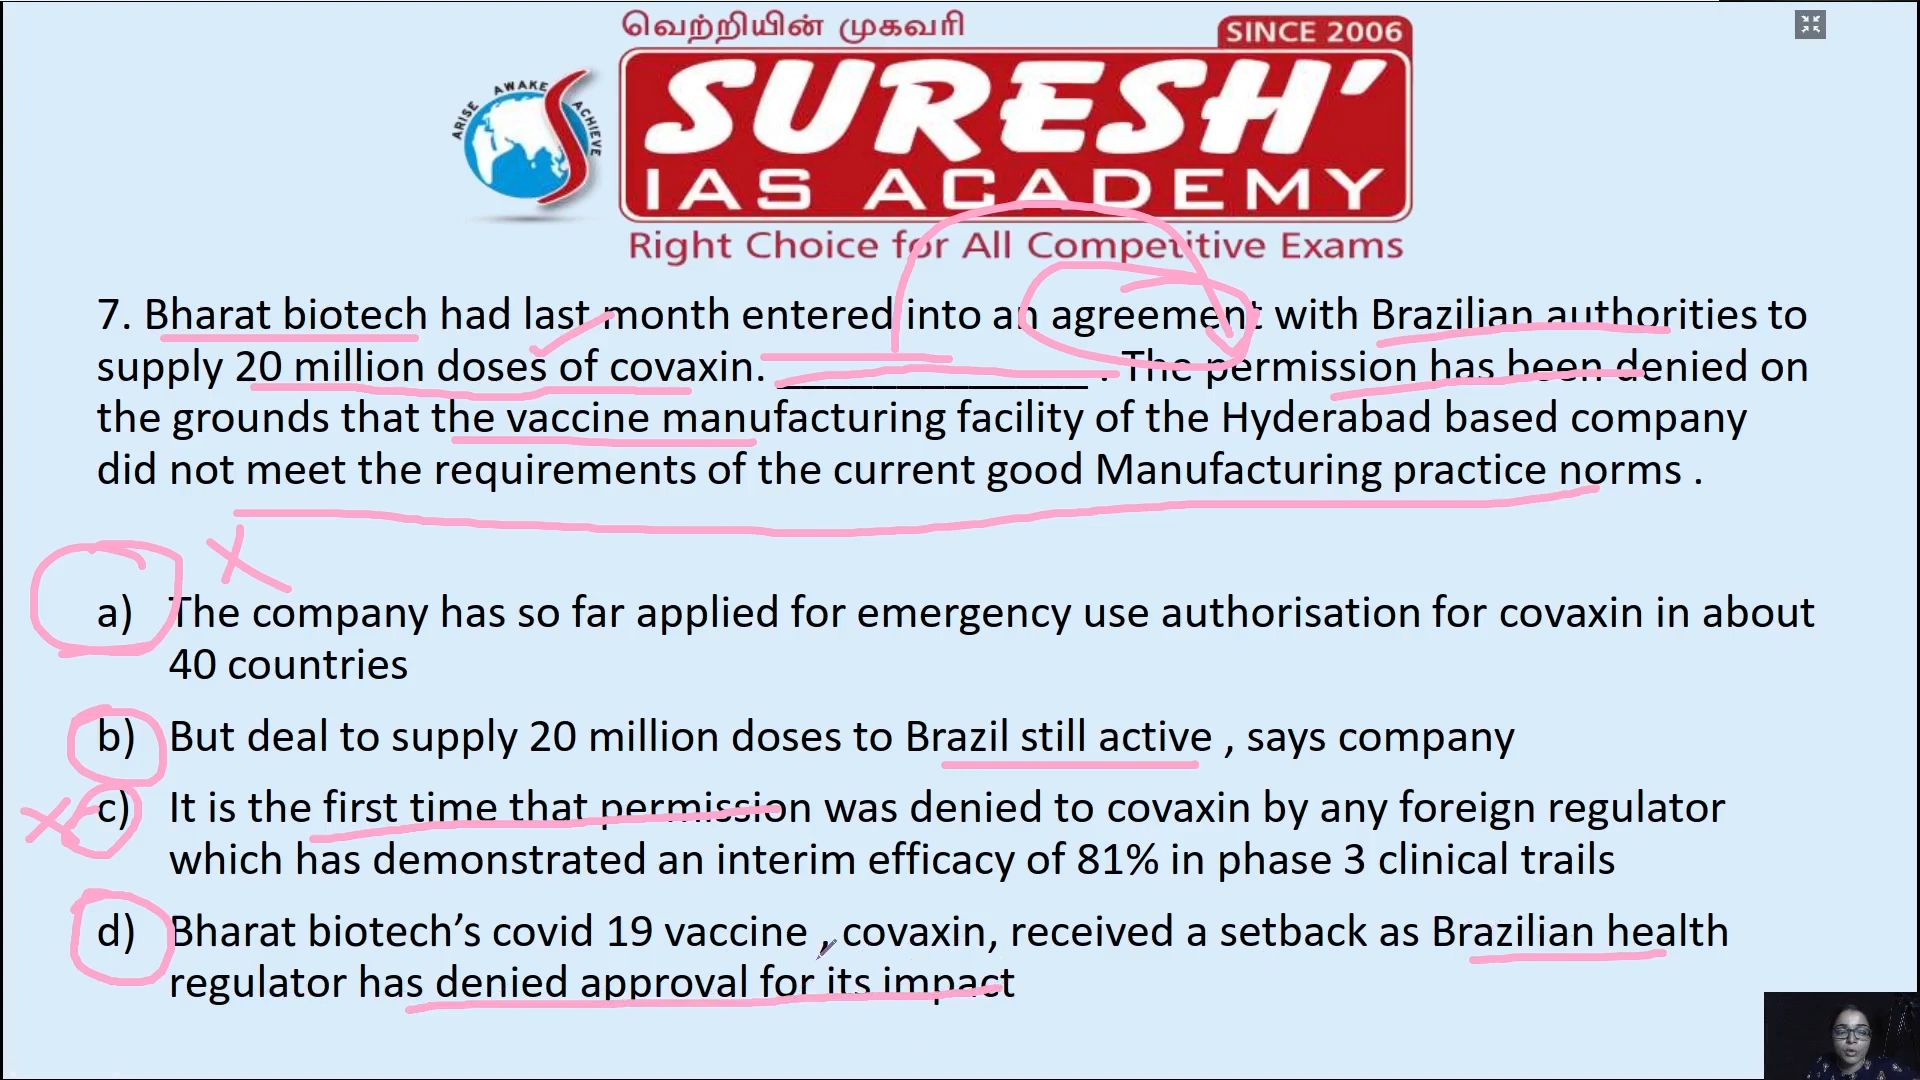 வெற்றியின் முகவரி
SINCE 2006
ARISE AWAKE ACHIEVE
SURESH'
IAS ACADEMY
Right Choice for All Competitive Exams
7. Bharat biotech had last month entered into an agreement with Brazilian authorities to
supply 20 million doses of covaxin. ______________ . The permission has been denied on
the grounds that the vaccine manufacturing facility of the Hyderabad based company
did not meet the requirements of the current good Manufacturing practice norms .
a) The company has so far applied for emergency use authorisation for covaxin in about
40 countries
b) But deal to supply 20 million doses to Brazil still active , says company
c) It is the first time that permission was denied to covaxin by any foreign regulator
which has demonstrated an interim efficacy of 81% in phase 3 clinical trails
d) Bharat biotech’s covid 19 vaccine , covaxin, received a setback as Brazilian health
regulator has denied approval for its impact